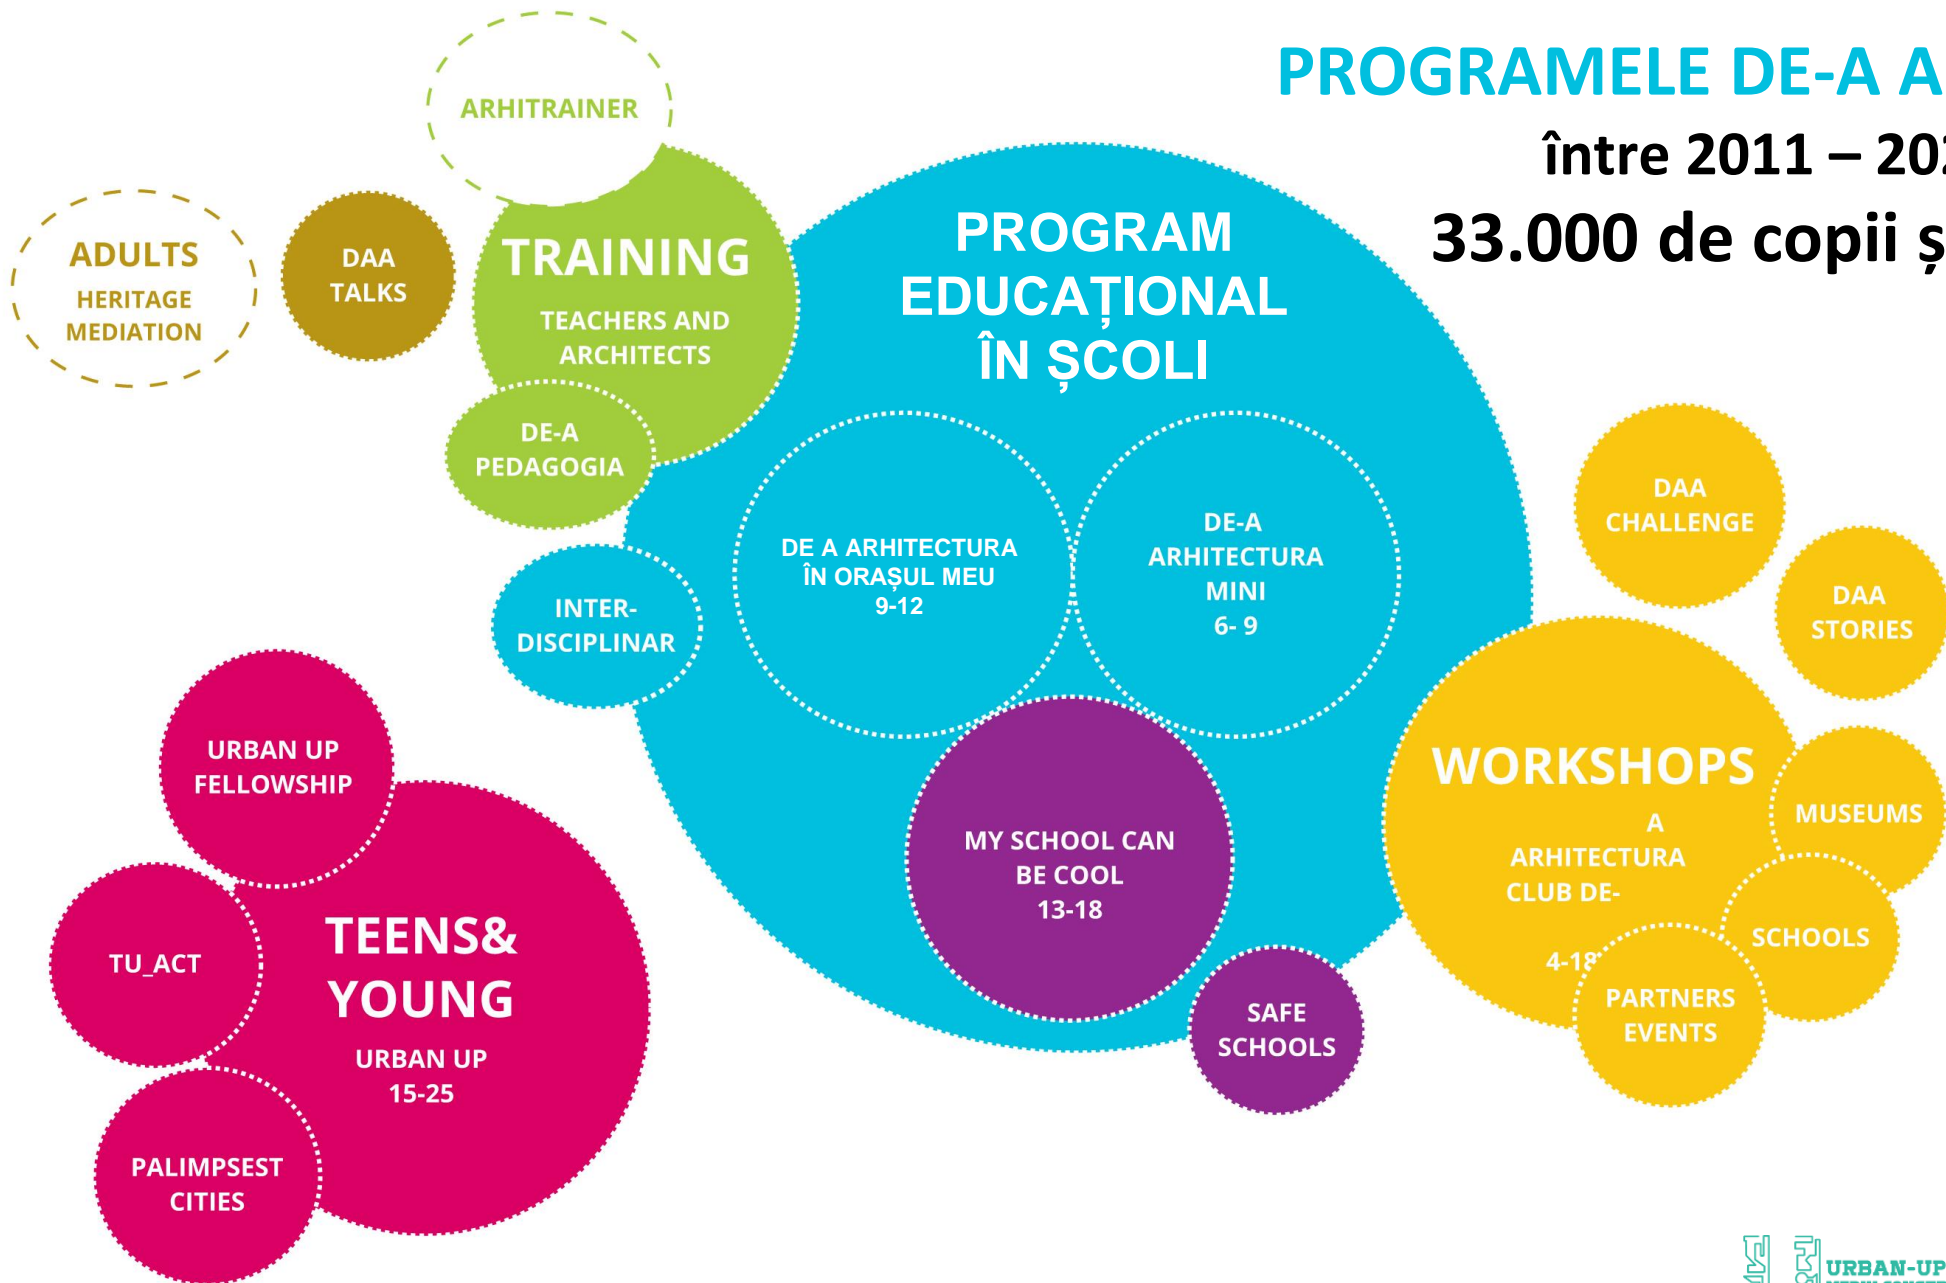 PROGRAMELE DE-A A
între 2011 – 202
33.000 de copii ș
ARHITRAINER
ADULTS
HERITAGE
MEDIATION
DAA
TALKS
TRAINING
TEACHERS AND
ARCHITECTS
DE-A
PEDAGOGIA
PROGRAM
EDUCAȚIONAL
ÎN ȘCOLI
DE A ARHITECTURA
ÎN ORAȘUL MEU
9-12
DE-A
ARHITECTURA
MINI
6- 9
INTER-
DISCIPLINAR
MY SCHOOL CAN
BE COOL
13-18
SAFE
SCHOOLS
DAA
CHALLENGE
DAA
STORIES
WORKSHOPS
A
ARHITECTURA
CLUB DE-
4-18
MUSEUMS
SCHOOLS
PARTNERS
EVENTS
URBAN UP
FELLOWSHIP
TU_ACT
TEENS&
YOUNG
URBAN UP
15-25
PALIMPSEST
CITIES
URBAN-UP